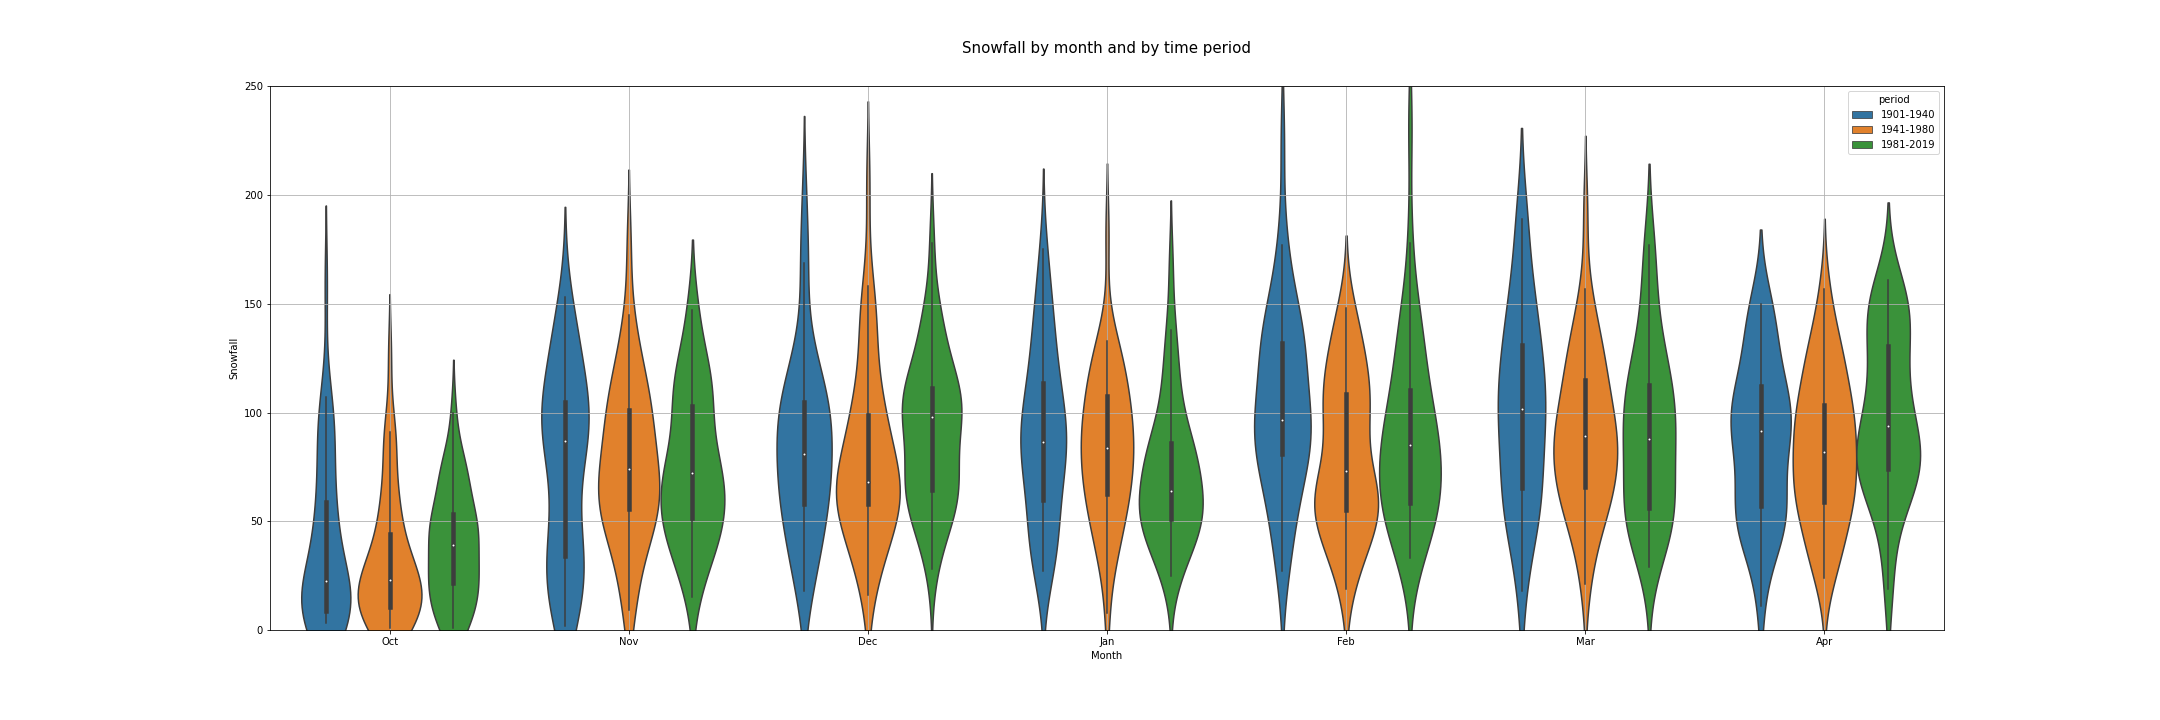 Snowfall by month and by time period
250
200
150
100
50
0
Snowfall
period
1901-1940
1941-1980
1981-2019
Oct
Nov
Dec
Jan
Feb
Mar
Apr
Month